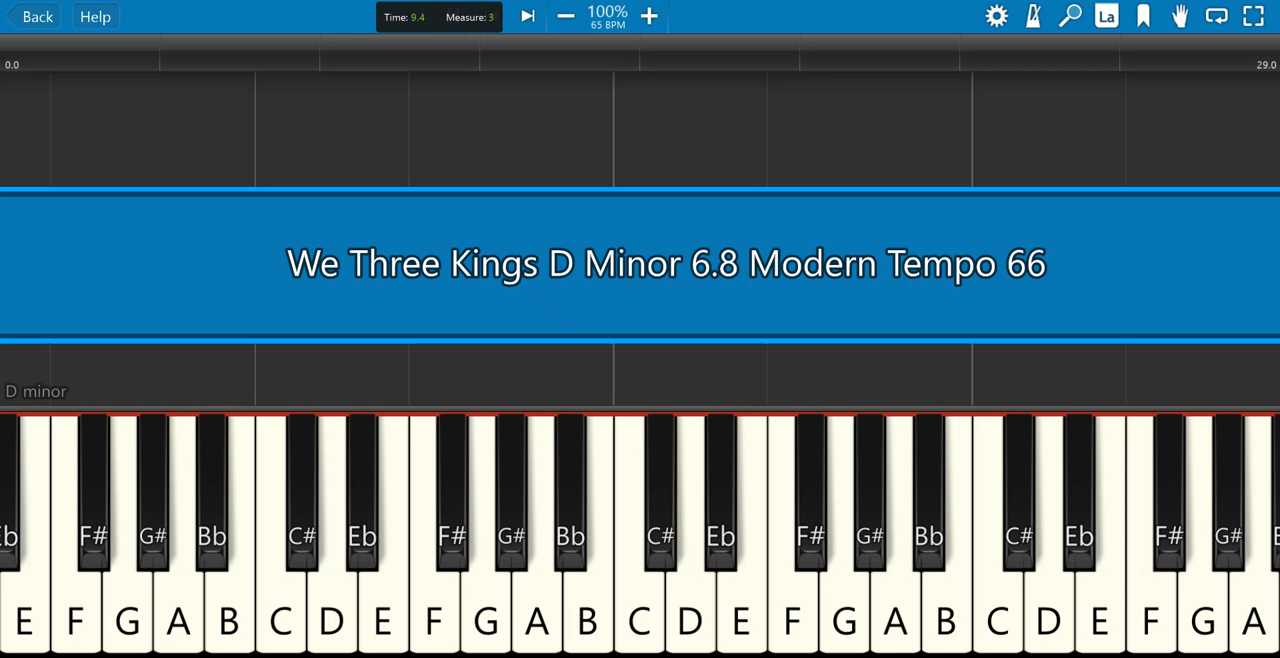 Back Help Time: 9.4 Measure: 3 100% La
65 BPM
0.0 29.0
We Three Kings D Minor 6.8 Modern Tempo 66
D minor
Eb F# G# Bb C# Eb F# G# Bb C# Eb F# G# Bb C# Eb F# G#
E F G A B C D E F G A B C D E F G A B C D E F G A